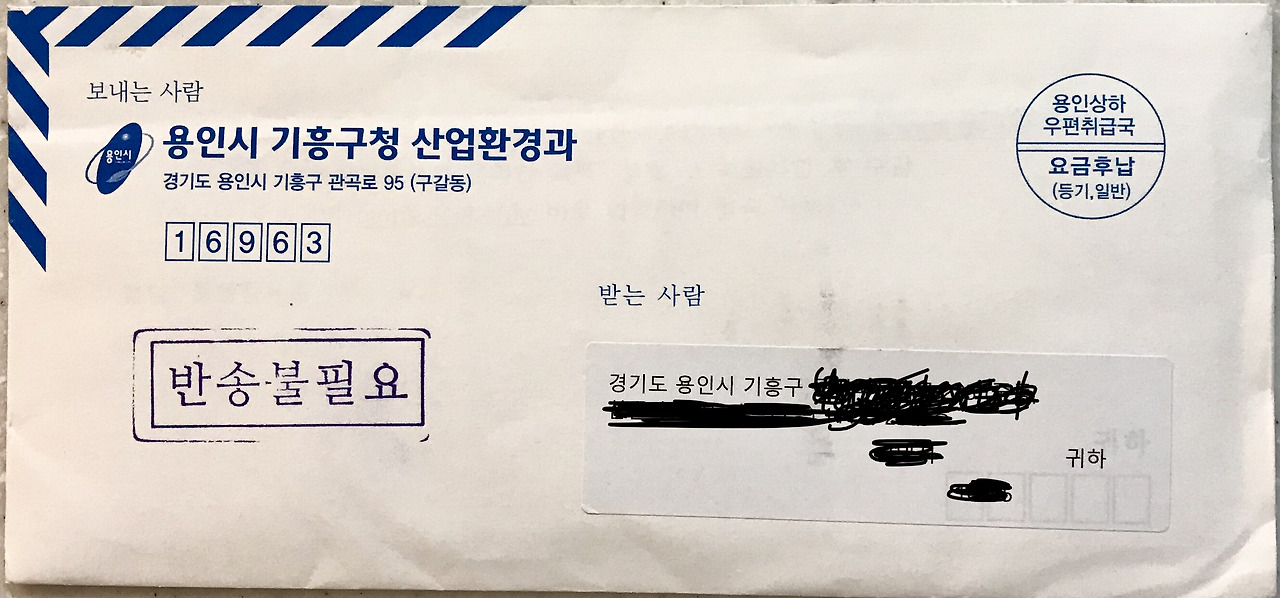 보내는 사람
용인시
용인시 기흥구청 산업환경과
경기도 용인시 기흥구 관곡로 95 (구갈동)
16963
용인상하
우편취급국
요금후납
(등기,일반)
반송불필요
받는 사람
경기도 용인시 기흥구
귀하